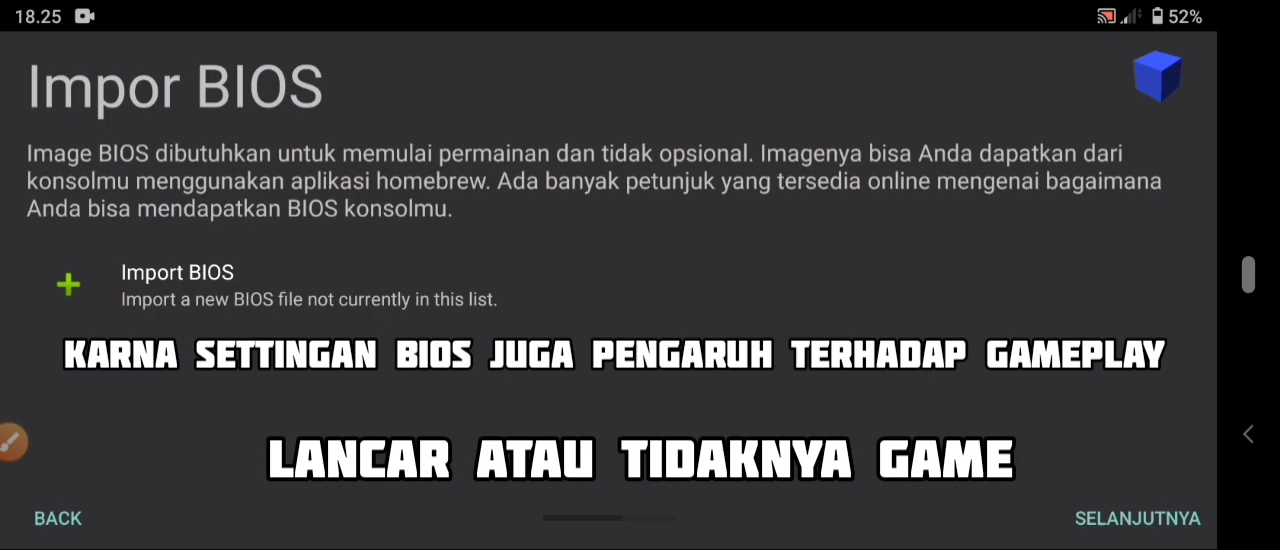 18.25
52%
Impor BIOS
Image BIOS dibutuhkan untuk memulai permainan dan tidak opsional. Imagenya bisa Anda dapatkan dari
konsolmu menggunakan aplikasi homebrew. Ada banyak petunjuk yang tersedia online mengenai bagaimana
Anda bisa mendapatkan BIOS konsolmu.
Import BIOS
Import a new BIOS file not currently in this list.
KARNA SETTINGAN BIOS JUGA PENGARUH TERHADAP GAMEPLAY
LANCAR ATAU TIDAKNYA GAME
BACK
SELANJUTNYA